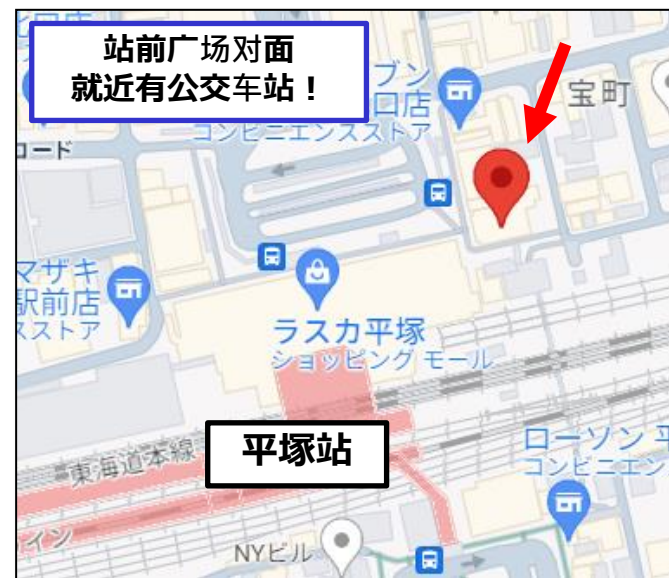 站前广场对面
就近有公交车站！
ブン
口店
コンビニエンスストア
宝町
ロード
マザキ
駅前店
スストア
ラスカ平塚
ショッピング モール
平塚站
東海道本線
ローソン 平
コンビニエン
イン
NYビル